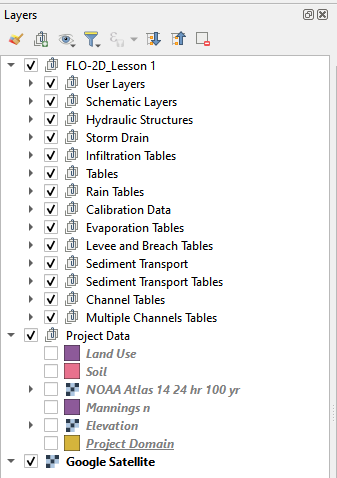 Layers
FLO-2D_Lesson 1
User Layers
Schematic Layers
Hydraulic Structures
Storm Drain
Infiltration Tables
Tables
Rain Tables
Calibration Data
Evaporation Tables
Levee and Breach Tables
Sediment Transport
Sediment Transport Tables
Channel Tables
Multiple Channels Tables
Project Data
Land Use
Soil
NOAA Atlas 14 24 hr 100 yr
Mannings n
Elevation
Project Domain
Google Satellite